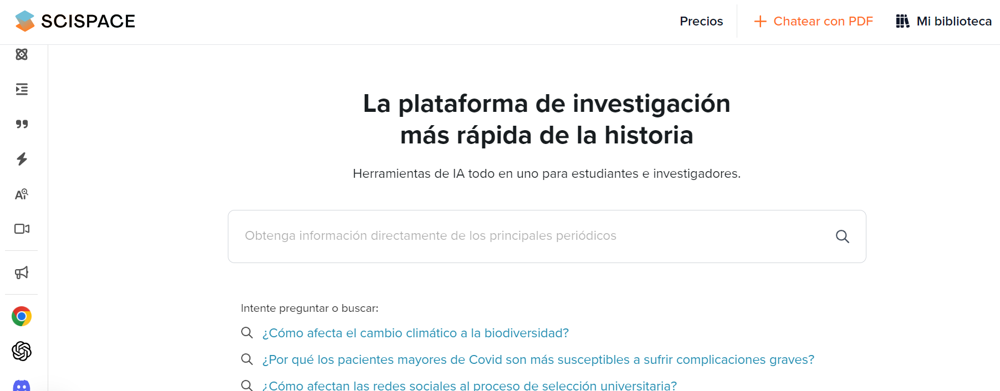 SCISPACE
Precios
Chatear con PDF
Mi biblioteca
La plataforma de investigación
más rápida de la historia
Herramientas de IA todo en uno para estudiantes e investigadores.
Obtenga información directamente de los principales periódicos
Intente preguntar o buscar:
¿Cómo afecta el cambio climático a la biodiversidad?
¿Por qué los pacientes mayores de Covid son más susceptibles a sufrir complicaciones graves?
¿Cómo afectan las redes sociales al proceso de selección universitaria?
Ai